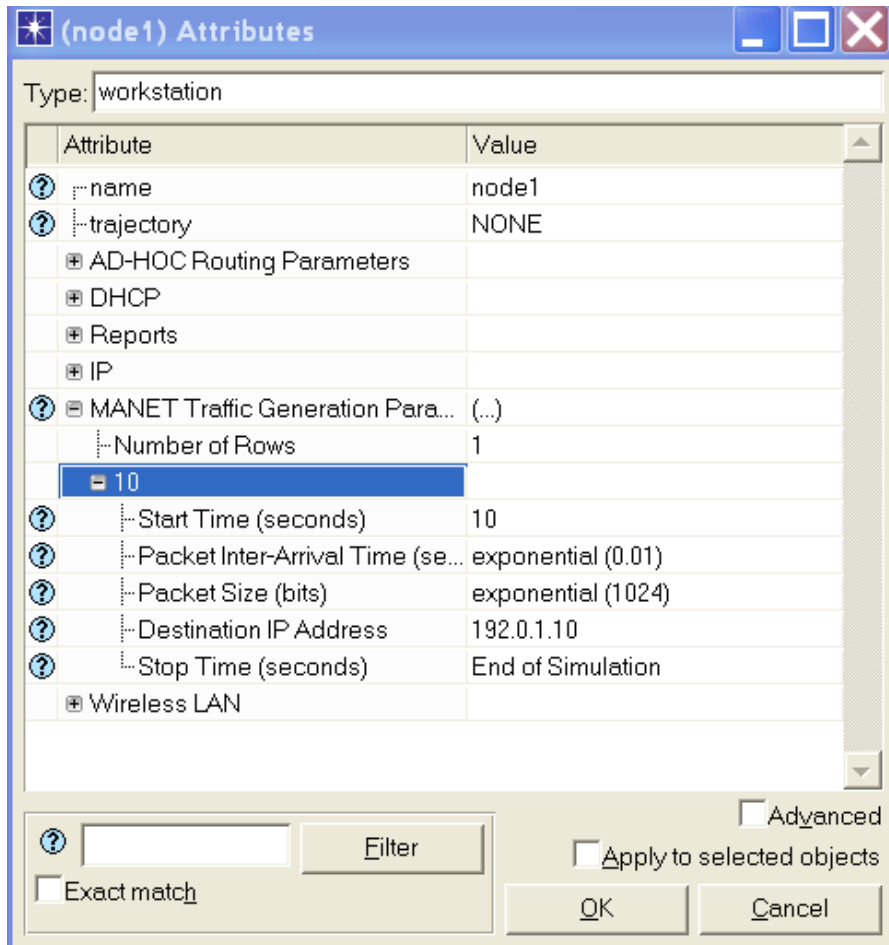 (node1) Attributes
Type: workstation
Attribute Value
name node1
trajectory NONE
AD-HOC Routing Parameters
DHCP
Reports
IP
MANET Traffic Generation Para... (...)
Number of Rows 1
10
Start Time (seconds) 10
Packet Inter-Arrival Time (se... exponential (0.01)
Packet Size (bits) exponential (1024)
Destination IP Address 192.0.1.10
Stop Time (seconds) End of Simulation
Wireless LAN
Advanced
Filter
Apply to selected objects
Exact match
OK Cancel